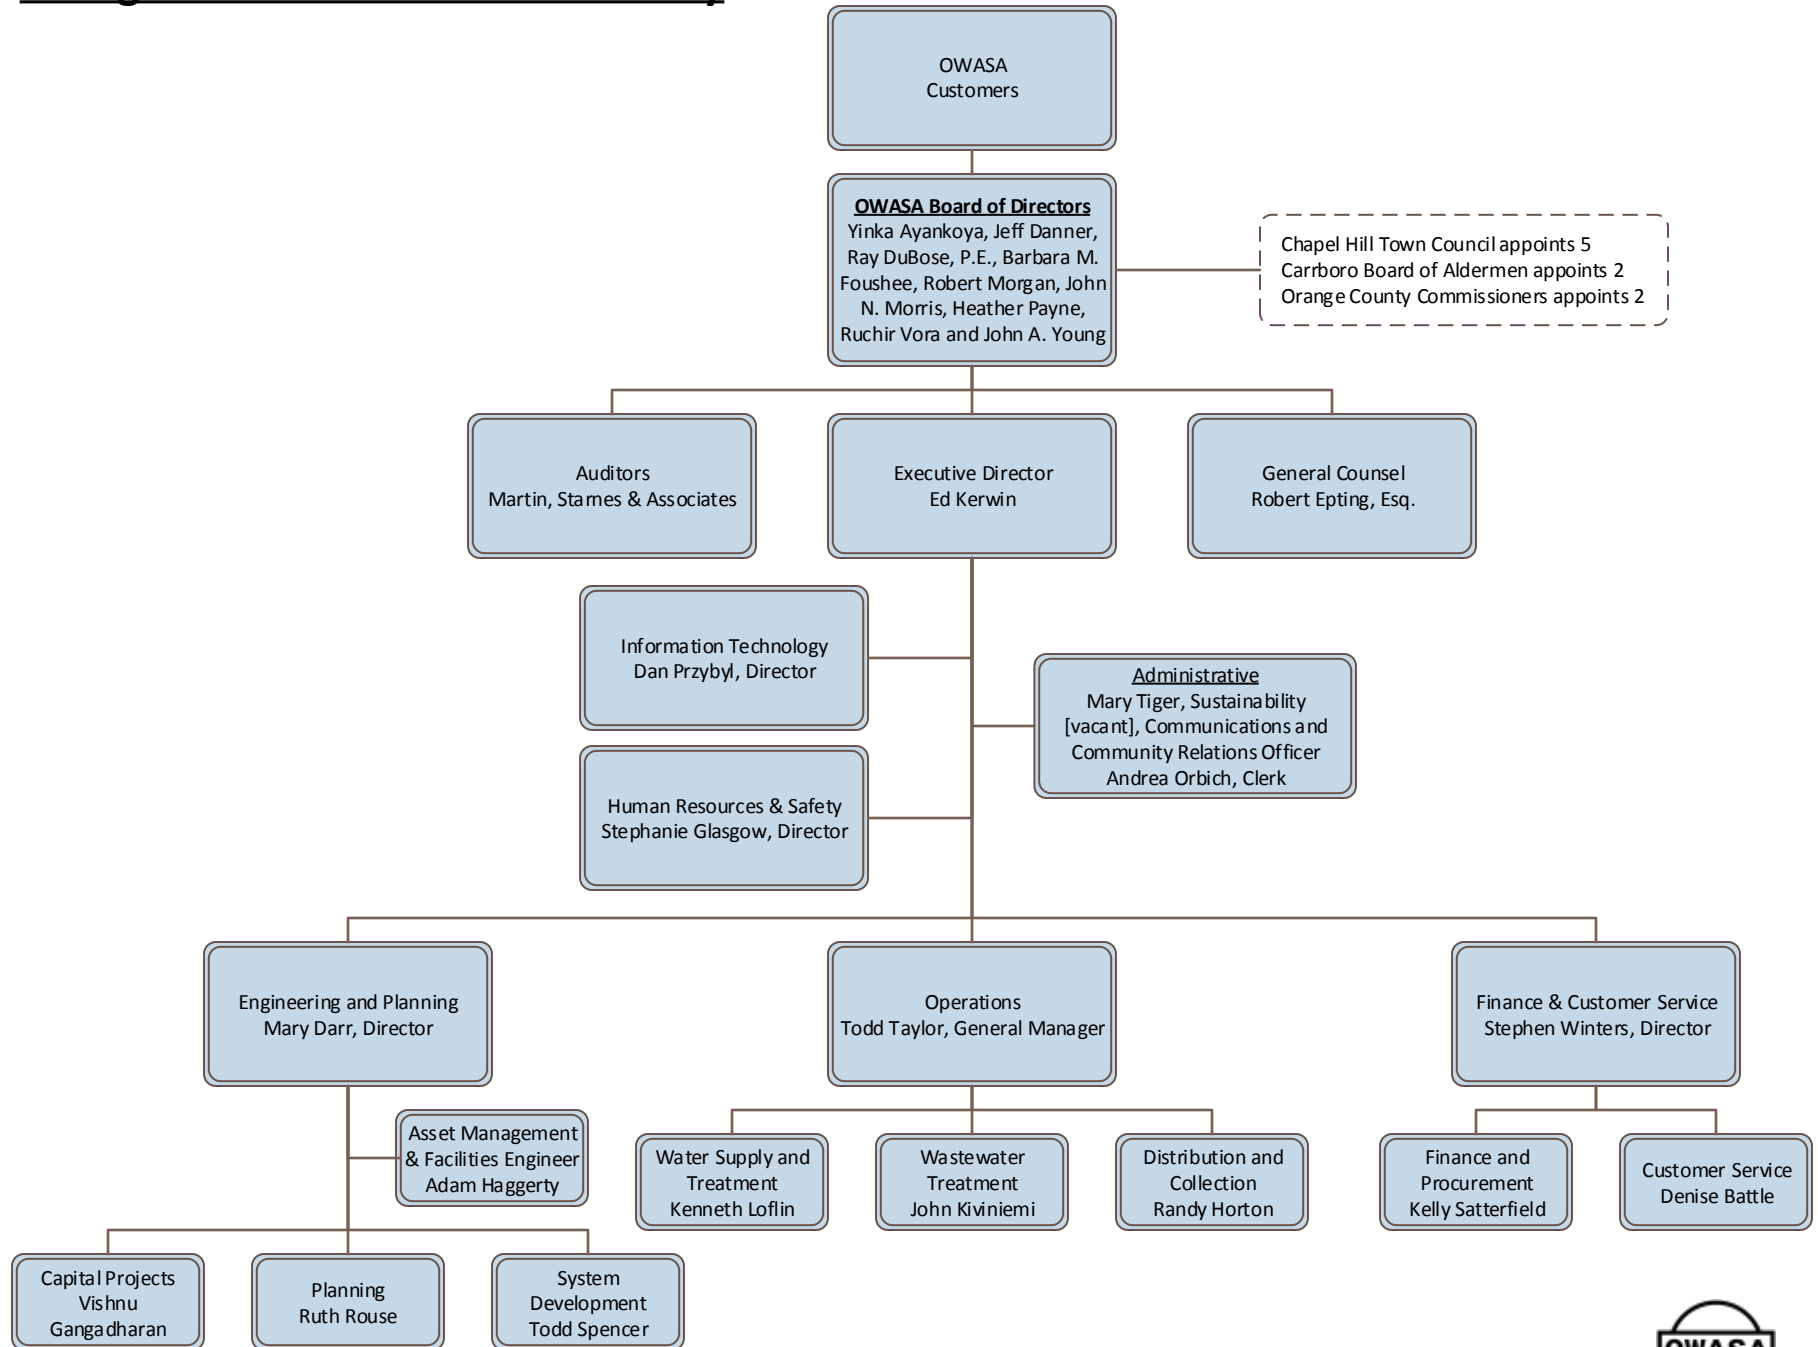 OWASA
Customers
OWASA Board of Directors
Yinka Ayankoya, Jeff Danner,
Ray DuBose, P.E., Barbara M.
Foushee, Robert Morgan, John
N. Morris, Heather Payne,
Ruchir Vora and John A. Young
Chapel Hill Town Council appoints 5
Carrboro Board of Aldermen appoints 2
Orange County Commissioners appoints 2
Auditors
Martin, Starnes & Associates
Executive Director
Ed Kerwin
General Counsel
Robert Epting, Esq.
Information Technology
Dan Przybyl, Director
Administrative
Mary Tiger, Sustainability
[vacant], Communications and
Community Relations Officer
Andrea Orbich, Clerk
Human Resources & Safety
Stephanie Glasgow, Director
Engineering and Planning
Mary Darr, Director
Operations
Todd Taylor, General Manager
Finance & Customer Service
Stephen Winters, Director
Asset Management
& Facilities Engineer
Adam Haggerty
Water Supply and
Treatment
Kenneth Loflin
Wastewater
Treatment
John Kiviniemi
Distribution and
Collection
Randy Horton
Finance and
Procurement
Kelly Satterfield
Customer Service
Denise Battle
Capital Projects
Vishnu
Gangadharan
Planning
Ruth Rouse
System
Development
Todd Spencer
OWASA